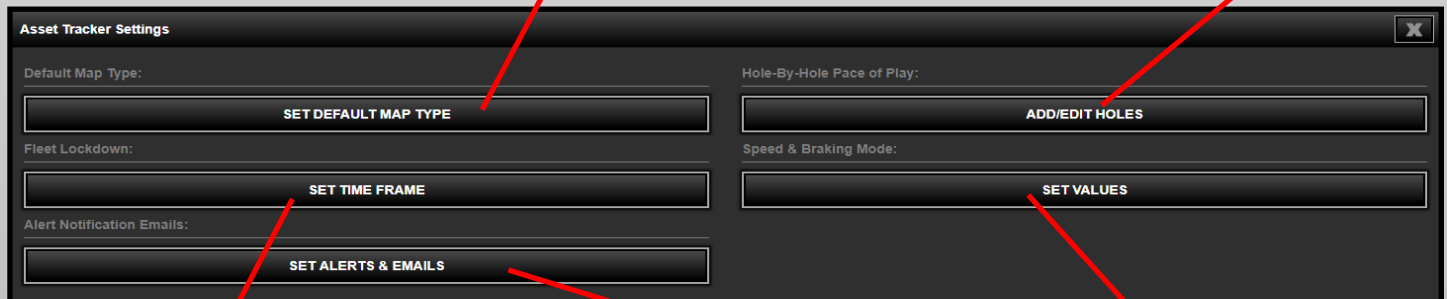 Asset Tracker Settings
X
Default Map Type:
SET DEFAULT MAP TYPE
Hole-By-Hole Pace of Play:
ADD/EDIT HOLES
Fleet Lockdown:
SET TIME FRAME
Speed & Braking Mode:
SET VALUES
Alert Notification Emails:
SET ALERTS & EMAILS